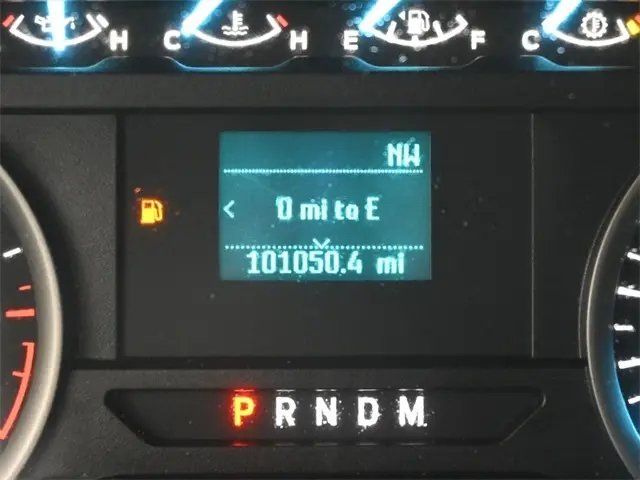 H C H E F C
NW
< 0 mi to E
101050.4 mi
P R N D M